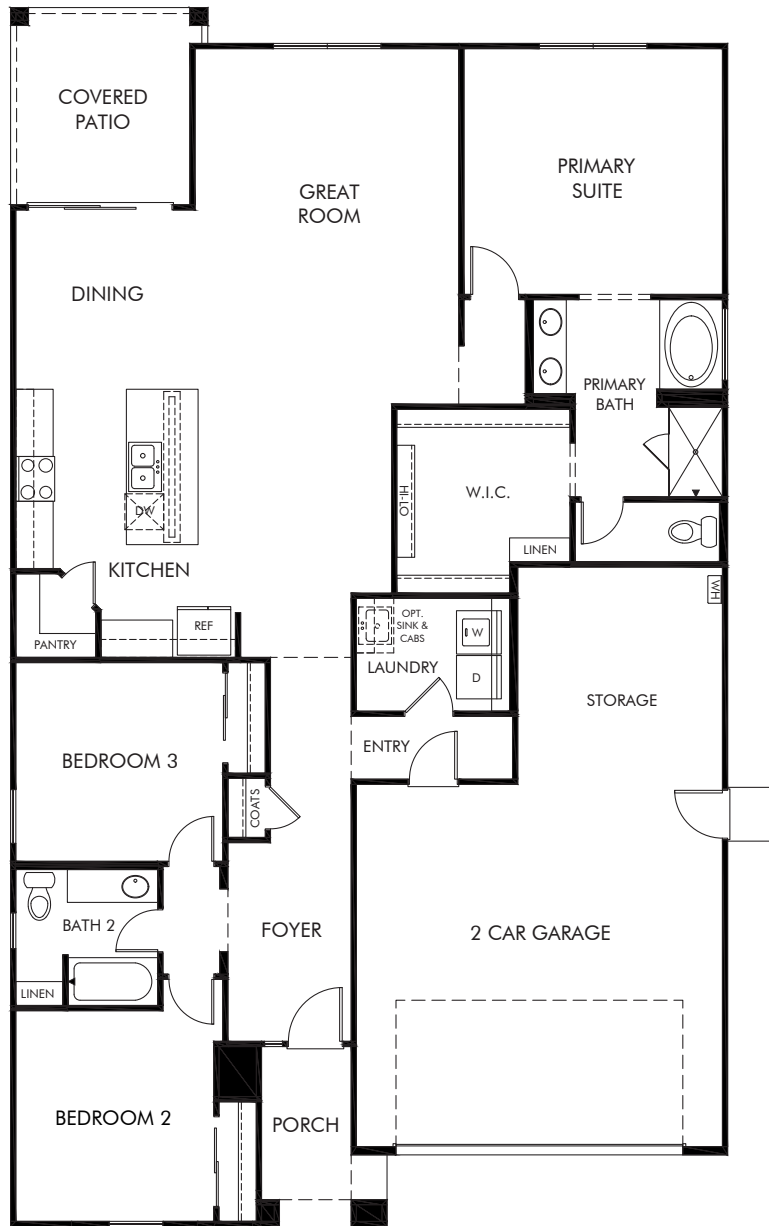 COVERED
PATIO
GREAT
ROOM
PRIMARY
SUITE
DINING
PRIMARY
BATH
W.I.C.
HI-LO
DW
LINEN
KITCHEN
WH
REF
OPT.
SINK &
CABS
W
PANTRY
LAUNDRY
D
STORAGE
ENTRY
BEDROOM 3
COATS
BATH 2
FOYER
2 CAR GARAGE
LINEN
BEDROOM 2
PORCH